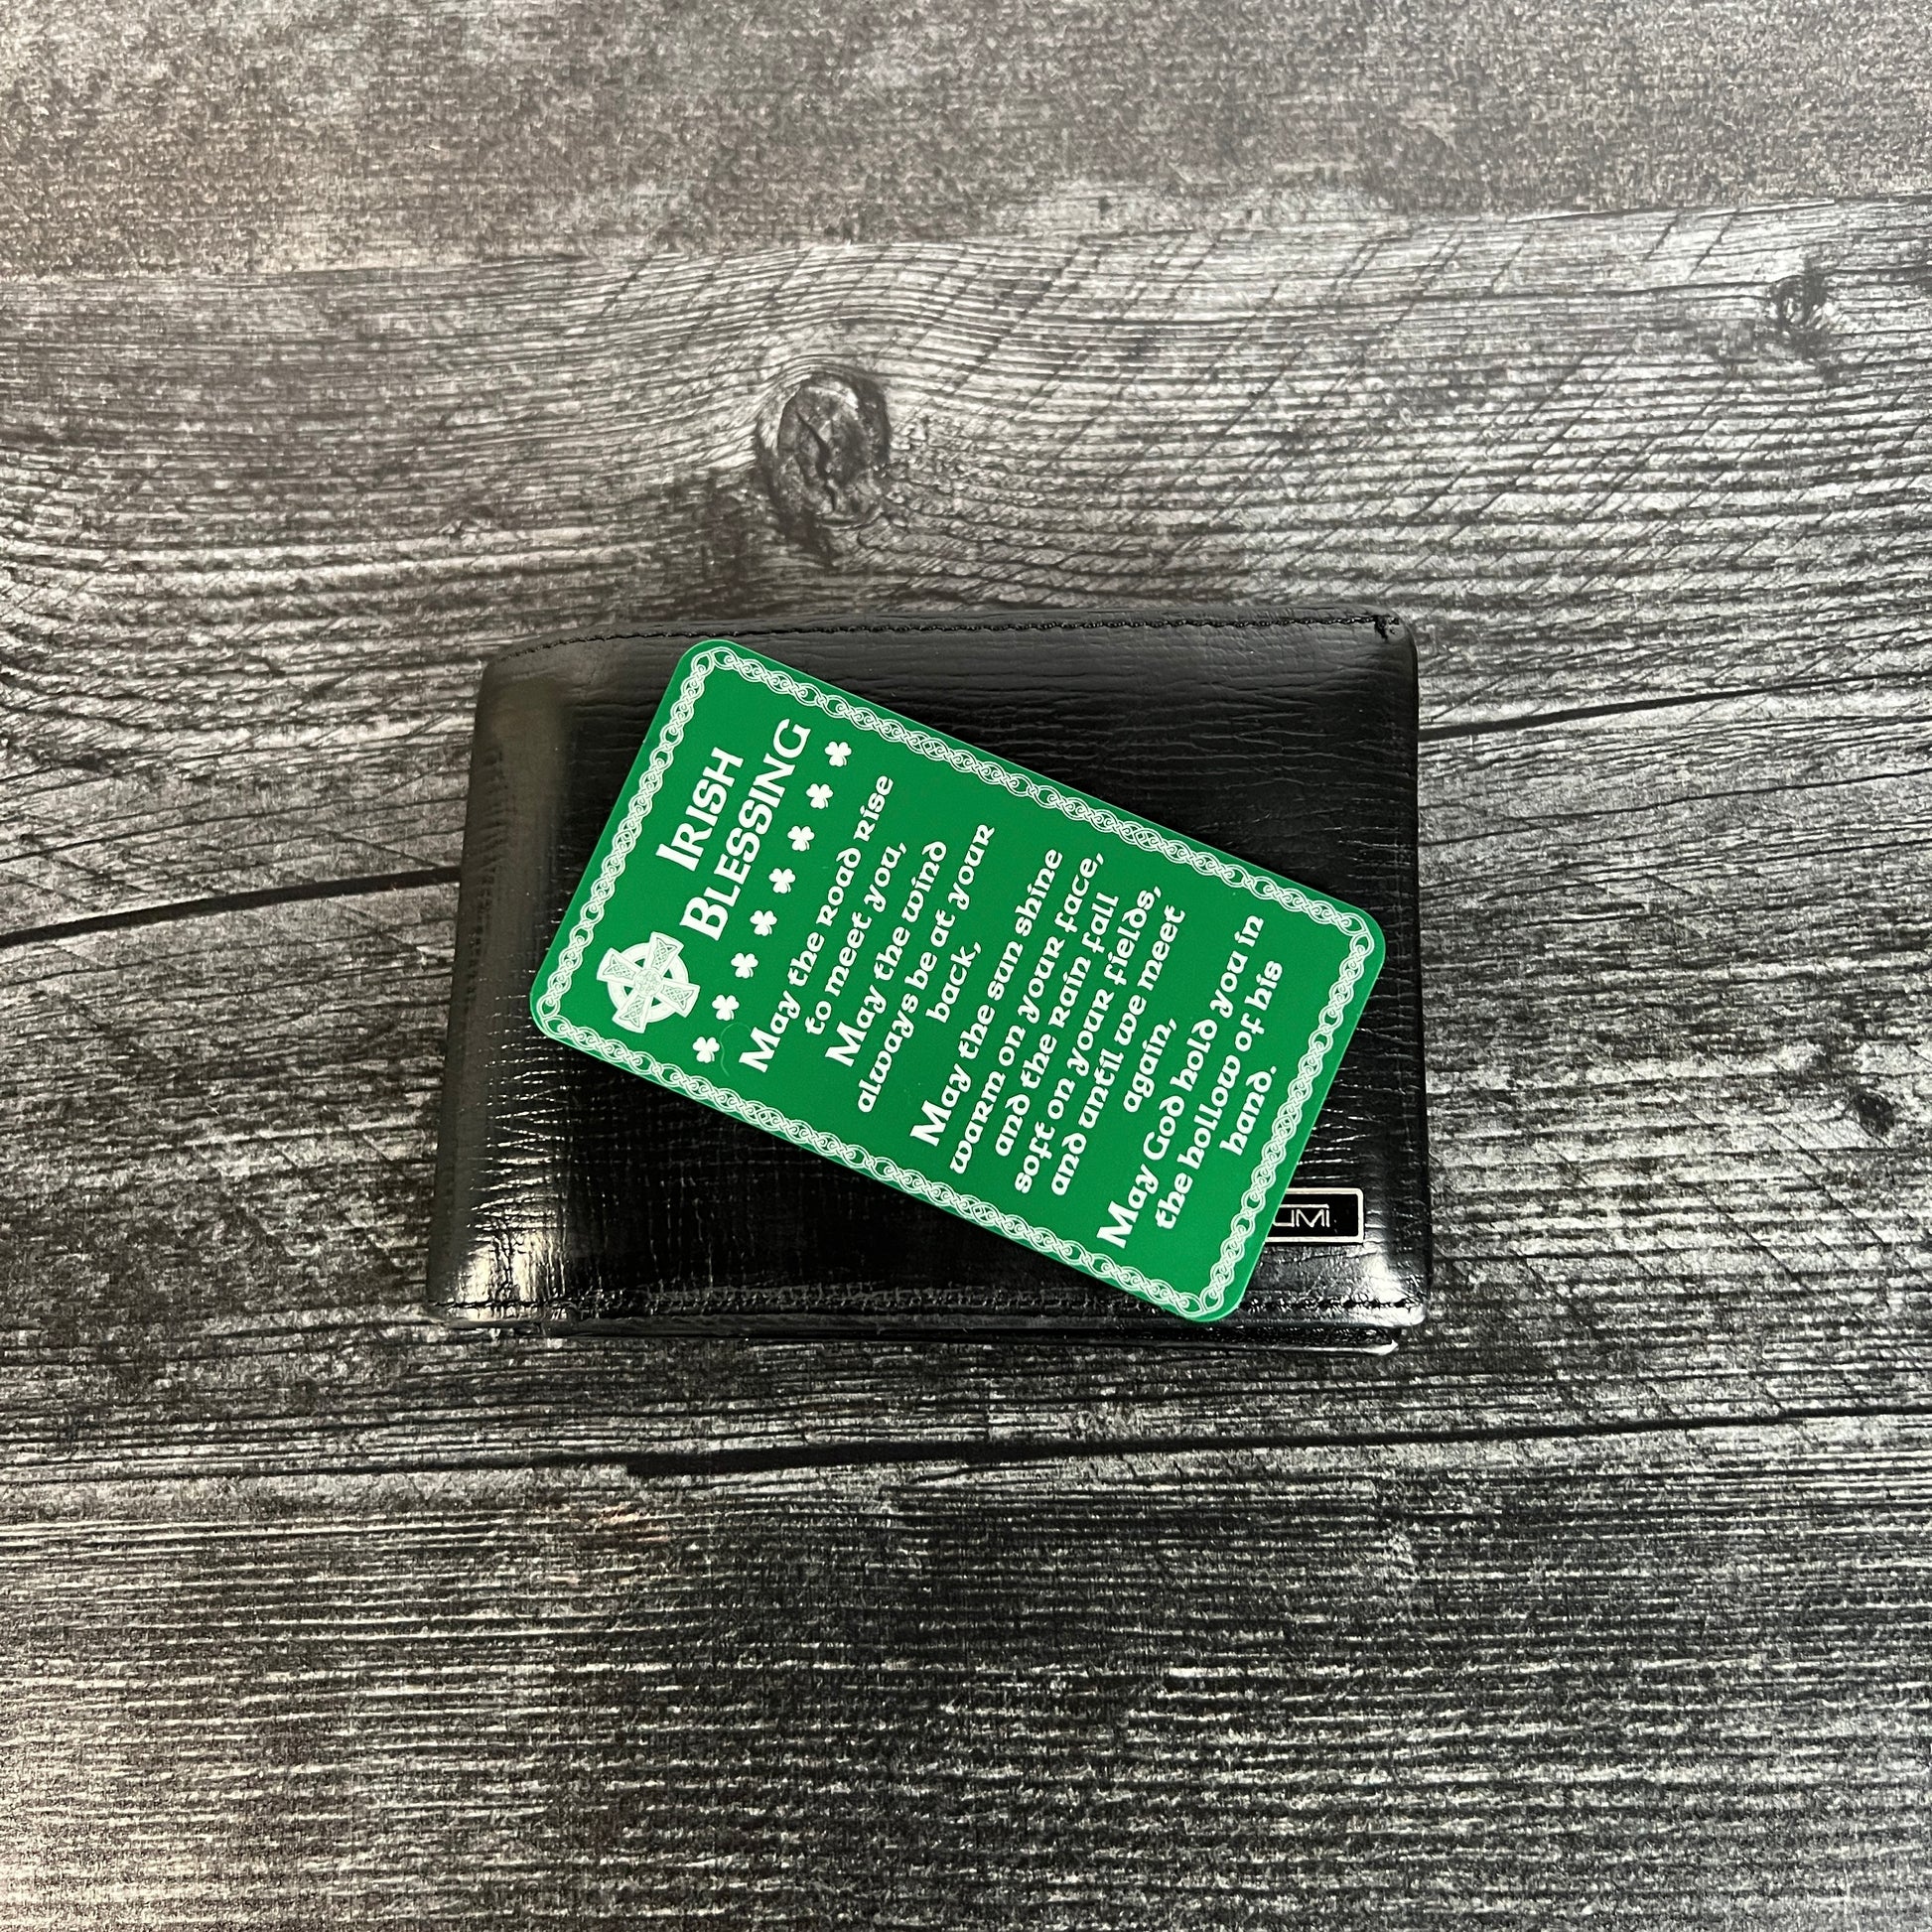 IRISH
BLESSING
May the road rise
to meet you,
May the wind
always be at your
back,
May the sun shine
warm on your face,
and the rain fall
soft on your fields,
and until we meet
again,
May God hold you in
the hollow of his
hand.